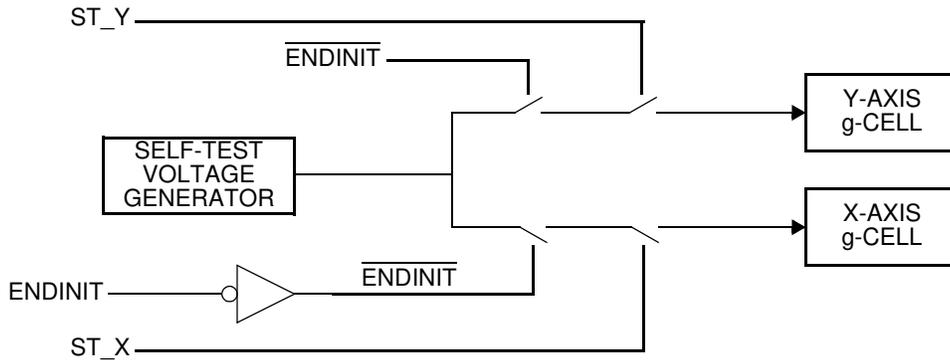 ST_Y
ENDINIT
Y-AXIS
g-CELL
SELF-TEST
VOLTAGE
GENERATOR
X-AXIS
g-CELL
ENDINIT
ENDINIT
ST_X